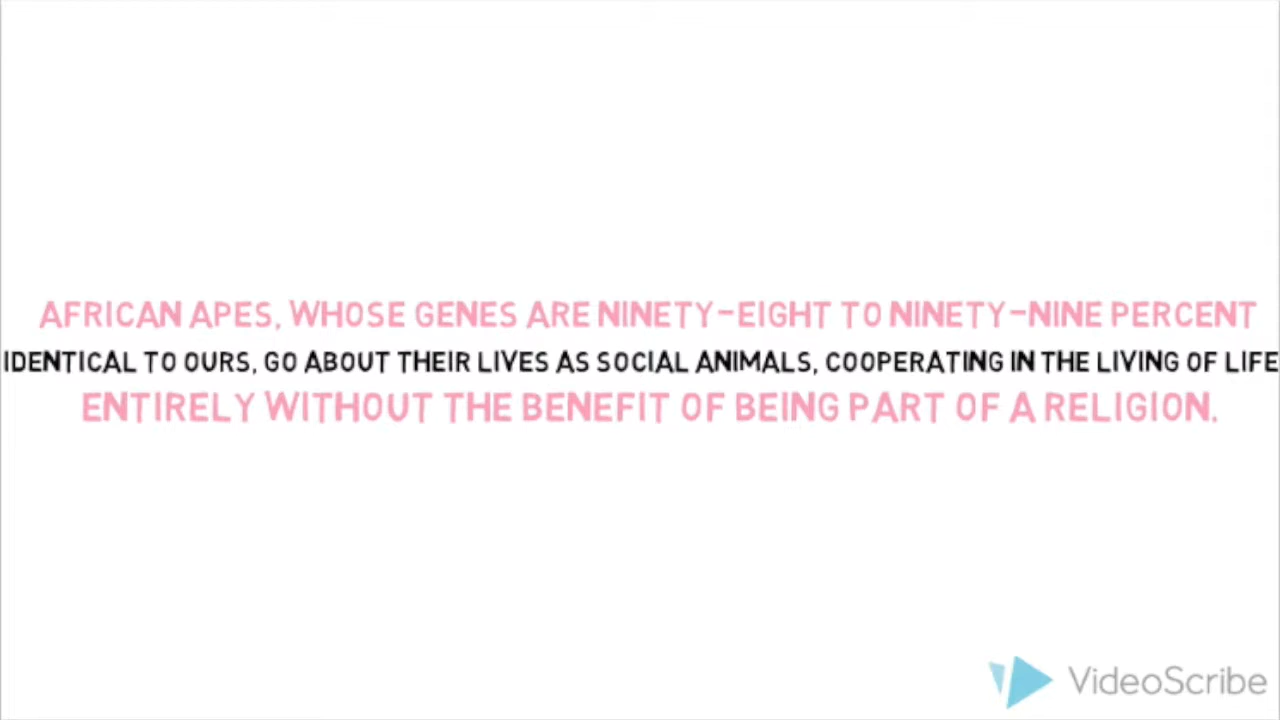 AFRICAN APES, WHOSE GENES ARE NINETY-EIGHT TO NINETY-NINE PERCENT
IDENTICAL TO OURS, GO ABOUT THEIR LIVES AS SOCIAL ANIMALS, COOPERATING IN THE LIVING OF LIFE
ENTIRELY WITHOUT THE BENEFIT OF BEING PART OF A RELIGION.
VideoScribe